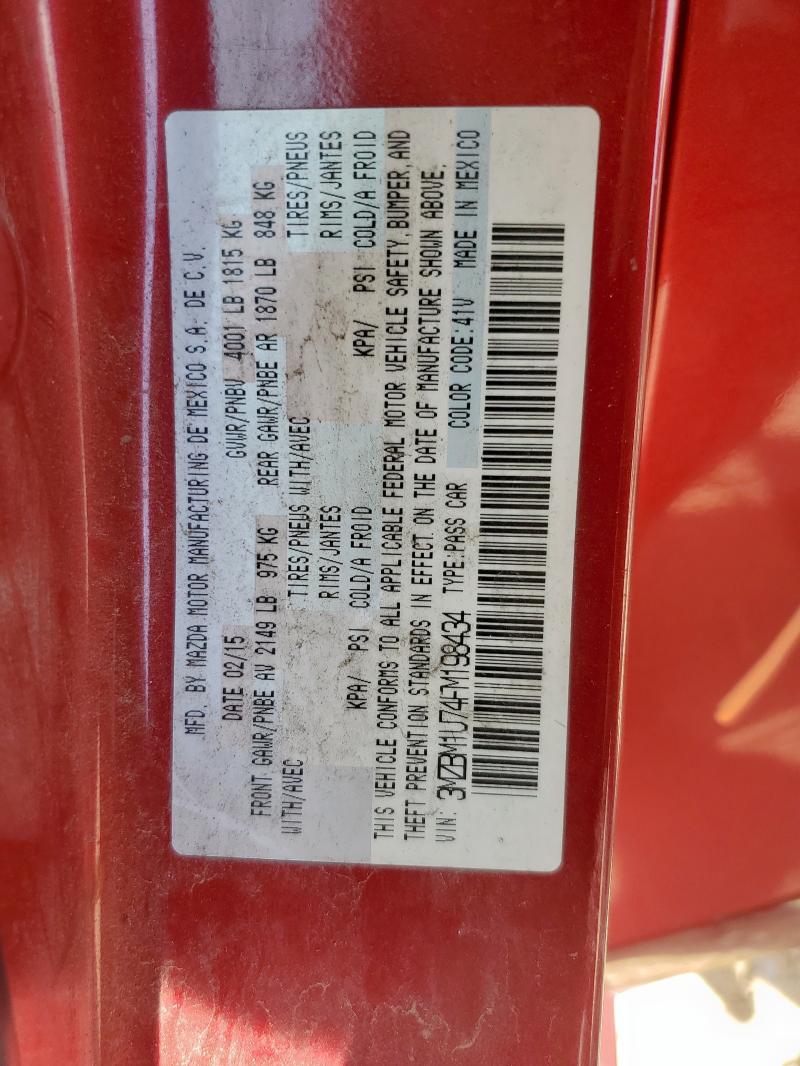 MFD. BY MAZDA MOTOR MANUFACTURING DE MEXICO S.A. DE C.V.
DATE 02/15 GVWR/PNBV 4001 LB 1815 KG
FRONT GAWR/PNBE AV 2149 LB 975 KG REAR GAWR/PNBE AR 1870 LB 848 KG
WITH/AVEC TIRES/PNEUS WITH/AVEC TIRES/PNEUS
RIMS/JANTES RIMS/JANTES
KPA/ PSI COLD/A FROID KPA/ PSI COLD/A FROID
THIS VEHICLE CONFORMS TO ALL APPLICABLE FEDERAL MOTOR VEHICLE SAFETY, BUMPER, AND
THEFT PREVENTION STANDARDS IN EFFECT ON THE DATE OF MANUFACTURE SHOWN ABOVE.
VIN: 3MZBM1U74FM198434 TYPE:PASS CAR COLOR CODE:41V MADE IN MEXICO